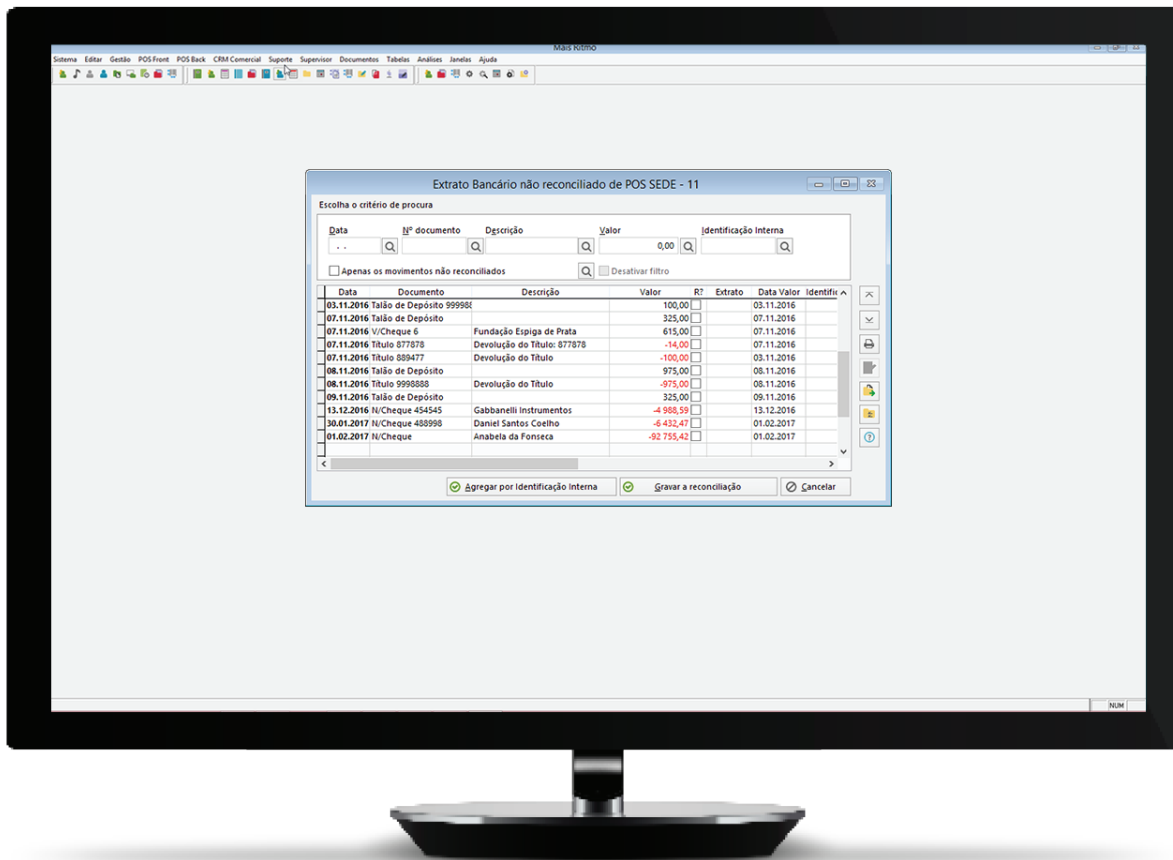 Mais Ritmo
Sistema Editar Gestão POS Front POS Back CRM Comercial Suporte Supervisor Documentos Tabelas Análises Janelas Ajuda
Extrato Bancário não reconciliado de POS SEDE - 11
Escolha o critério de procura
Data Nº documento Descrição Valor Identificação Interna
. . 0,00
Apenas os movimentos não reconciliados Desativar filtro
Data Documento Descrição Valor R? Extrato Data Valor Identific
03.11.2016 Talão de Depósito 999988 100,00 03.11.2016
07.11.2016 Talão de Depósito 325,00 07.11.2016
07.11.2016 V/Cheque 6 Fundação Espiga de Prata 615,00 07.11.2016
07.11.2016 Título 877878 Devolução do Título: 877878 -14,00 07.11.2016
07.11.2016 Título 889477 Devolução do Título -100,00 03.11.2016
08.11.2016 Talão de Depósito 975,00 08.11.2016
08.11.2016 Título 9998888 Devolução do Título -975,00 08.11.2016
09.11.2016 Talão de Depósito 325,00 09.11.2016
13.12.2016 N/Cheque 454545 Gabbanelli Instrumentos -4 988,59 13.12.2016
30.01.2017 N/Cheque 488998 Daniel Santos Coelho -6 432,47 01.02.2017
01.02.2017 N/Cheque Anabela da Fonseca -92 755,42 01.02.2017
Agregar por Identificação Interna Gravar a reconciliação Cancelar
NUM